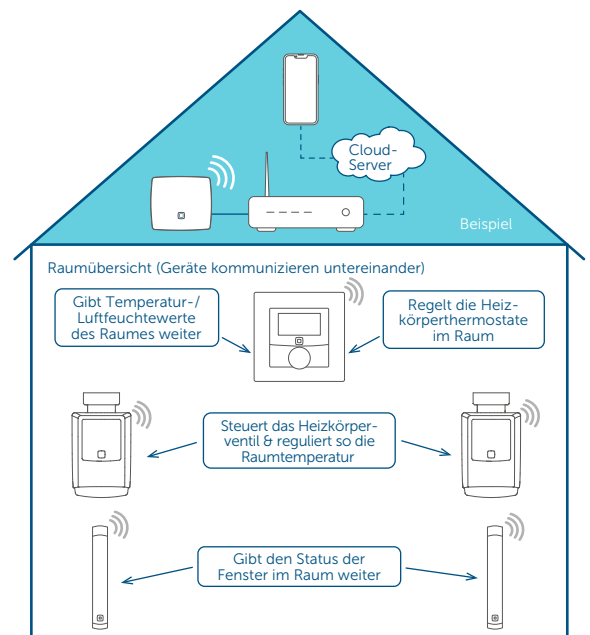 Cloud-
Server
Beispiel
Raumübersicht (Geräte kommunizieren untereinander)
Gibt Temperatur-/
Luftfeuchtewerte
des Raumes weiter
Regelt die Heiz-
körperthermostate
im Raum
Steuert das Heizkörper-
ventil & reguliert so die
Raumtemperatur
Gibt den Status der
Fenster im Raum weiter